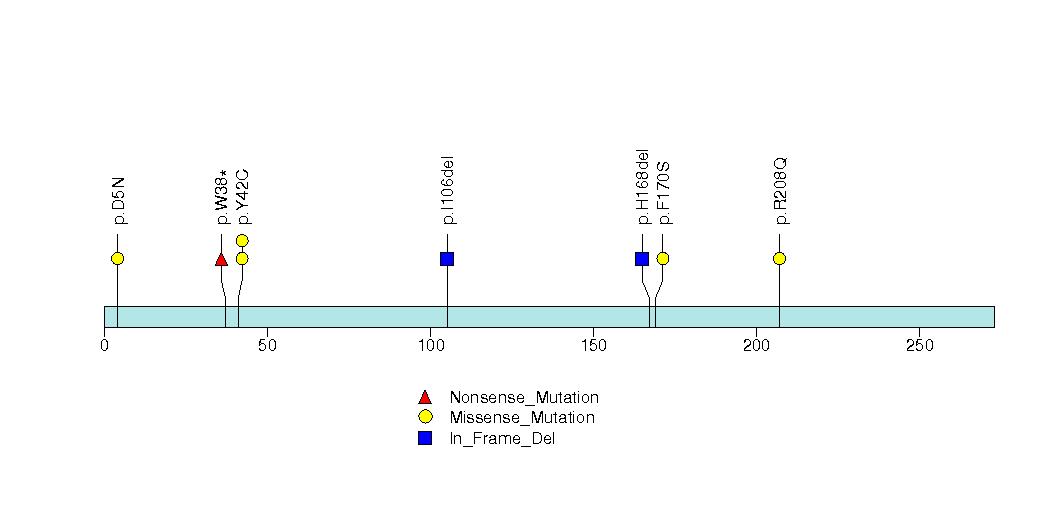 p.D5N
p.W38*
p.Y42C
p.I106del
p.H168del
p.F170S
p.R208Q
0 50 100 150 200 250
Nonsense_Mutation
Missense_Mutation
In_Frame_Del